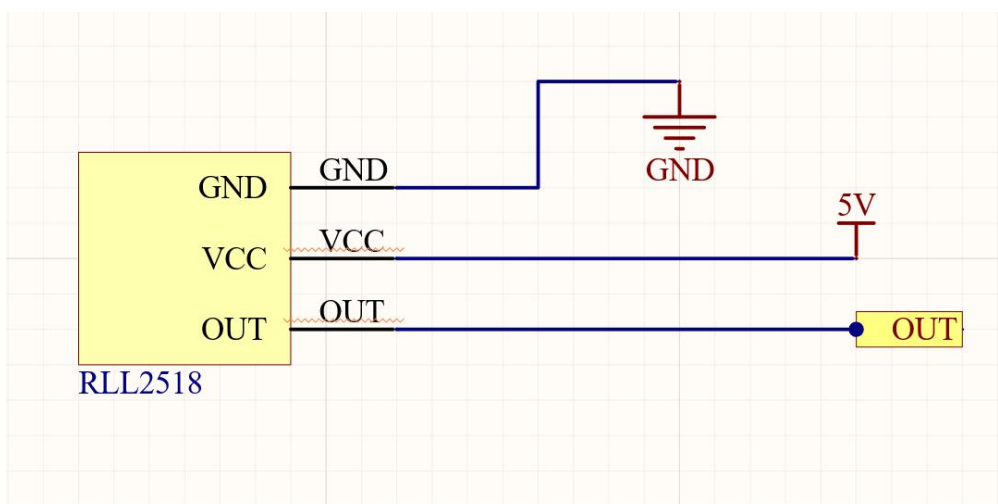 GND GND
GND
5V
VCC VCC
OUT OUT
OUT
RLL2518